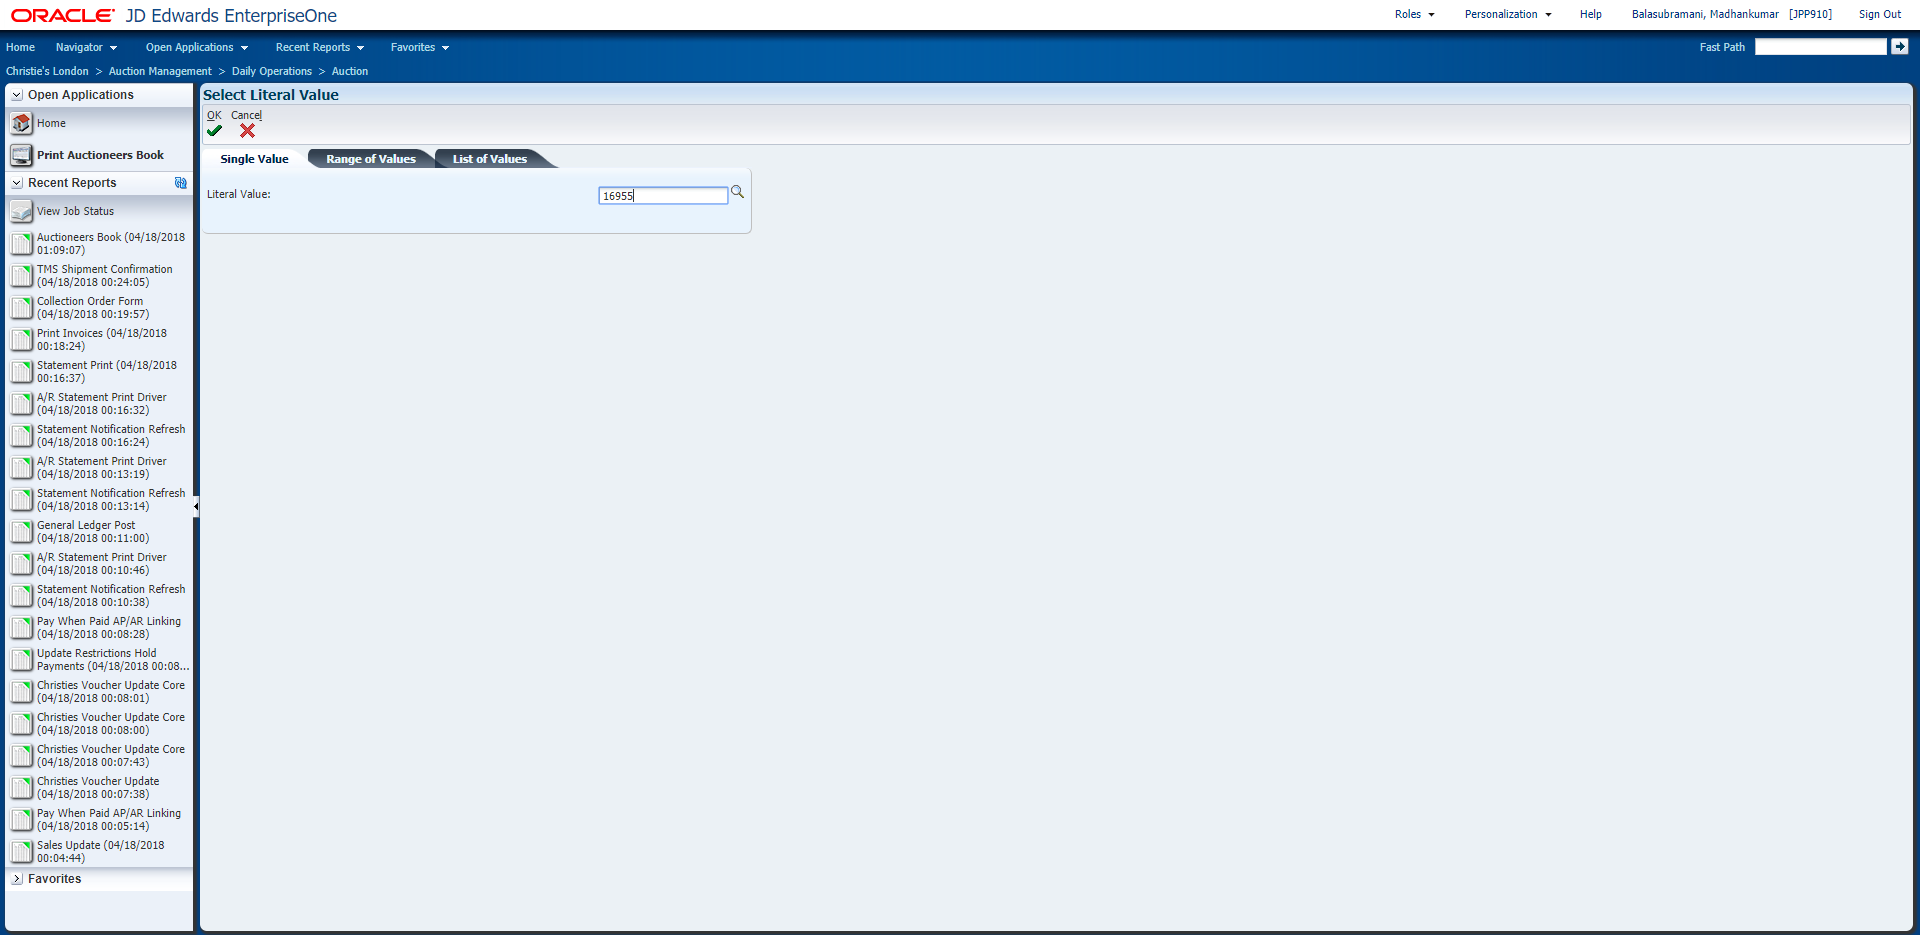 ORACLE JD Edwards EnterpriseOne
Roles Personalization Help Balasubramani, Madhankumar [JPP910] Sign Out
Home Navigator Open Applications Recent Reports Favorites Fast Path
Christie's London > Auction Management > Daily Operations > Auction
Open Applications
Home
Print Auctioneers Book
Recent Reports
View Job Status
Auctioneers Book (04/18/2018
01:09:07)
TMS Shipment Confirmation
(04/18/2018 00:24:05)
Collection Order Form
(04/18/2018 00:19:57)
Print Invoices (04/18/2018
00:18:24)
Statement Print (04/18/2018
00:16:37)
A/R Statement Print Driver
(04/18/2018 00:16:32)
Statement Notification Refresh
(04/18/2018 00:16:24)
A/R Statement Print Driver
(04/18/2018 00:13:19)
Statement Notification Refresh
(04/18/2018 00:13:14)
General Ledger Post
(04/18/2018 00:11:00)
A/R Statement Print Driver
(04/18/2018 00:10:46)
Statement Notification Refresh
(04/18/2018 00:10:38)
Pay When Paid AP/AR Linking
(04/18/2018 00:08:28)
Update Restrictions Hold
Payments (04/18/2018 00:08...
Christies Voucher Update Core
(04/18/2018 00:08:01)
Christies Voucher Update Core
(04/18/2018 00:08:00)
Christies Voucher Update Core
(04/18/2018 00:07:43)
Christies Voucher Update
(04/18/2018 00:07:38)
Pay When Paid AP/AR Linking
(04/18/2018 00:05:14)
Sales Update (04/18/2018
00:04:44)
Favorites
Select Literal Value
OK Cancel
Single Value Range of Values List of Values
Literal Value: 16955